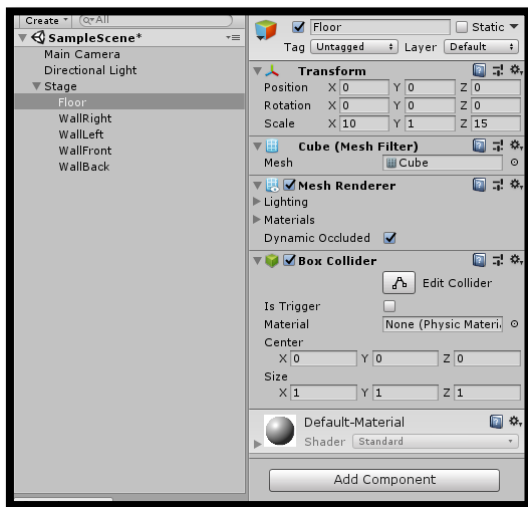 Create
All
SampleScene*
Main Camera
Directional Light
Stage
Floor
WallRight
WallLeft
WallFront
WallBack
Floor
Static
Tag Untagged Layer Default
Transform
Position X 0 Y 0 Z 0
Rotation X 0 Y 0 Z 0
Scale X 10 Y 1 Z 15
Cube (Mesh Filter)
Mesh Cube
Mesh Renderer
Lighting
Materials
Dynamic Occluded
Box Collider
Edit Collider
Is Trigger
Material None (Physic Materi
Center
X 0 Y 0 Z 0
Size
X 1 Y 1 Z 1
Default-Material
Shader Standard
Add Component